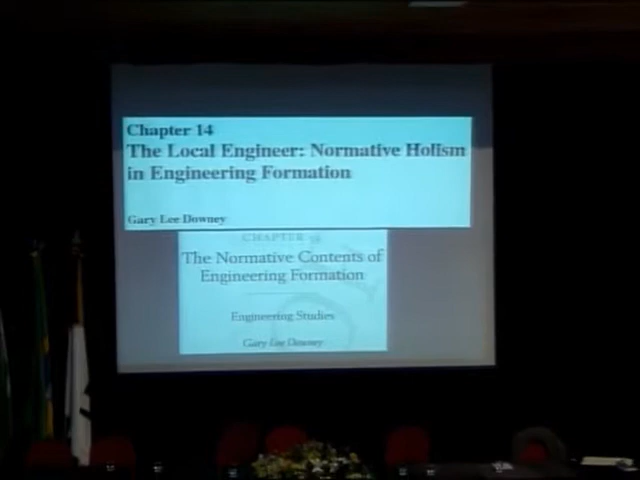 Chapter 14
The Local Engineer: Normative Holism
in Engineering Formation
Gary Lee Downey
CHAPTER
The Normative Contents of
Engineering Formation
Engineering Studies
Gary Lee Downey